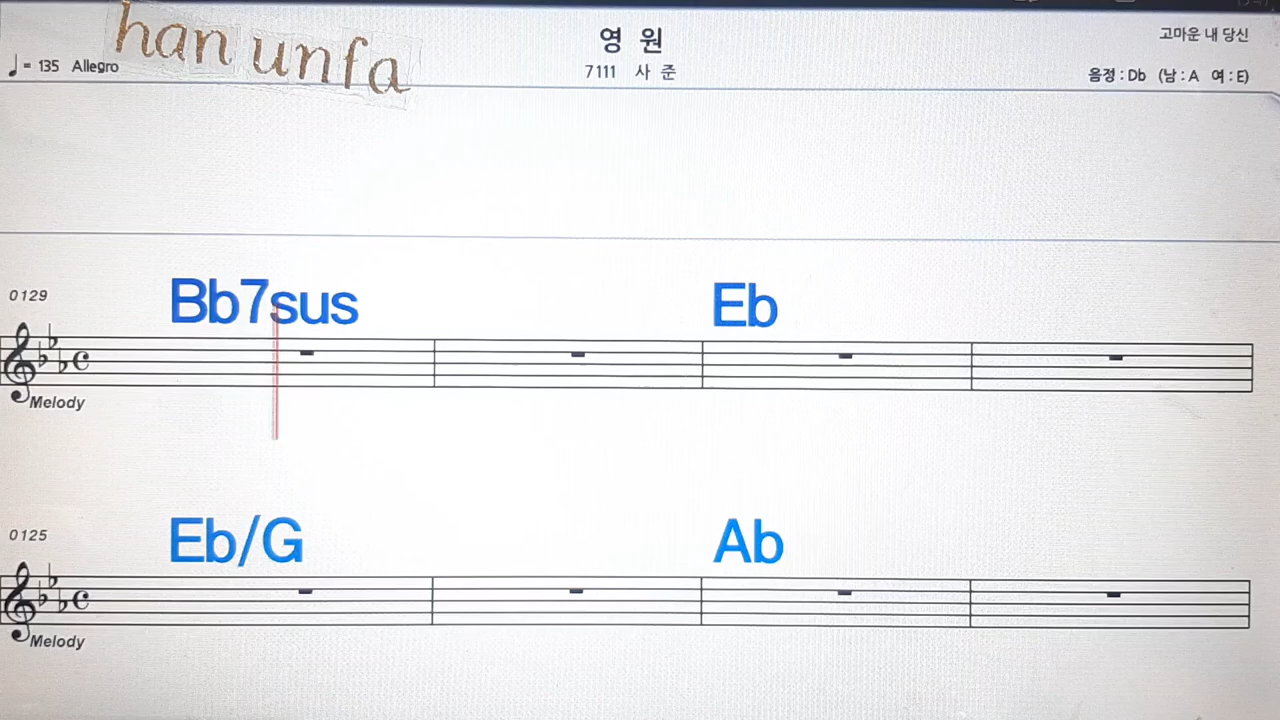 han unfa
♩ = 135 Allegro
영 원
7111 사 준
고마운 내 당신
음정 : Db (남 : A 여 : E)
0129
Bb7sus Eb
Melody
0125
Eb/G Ab
Melody